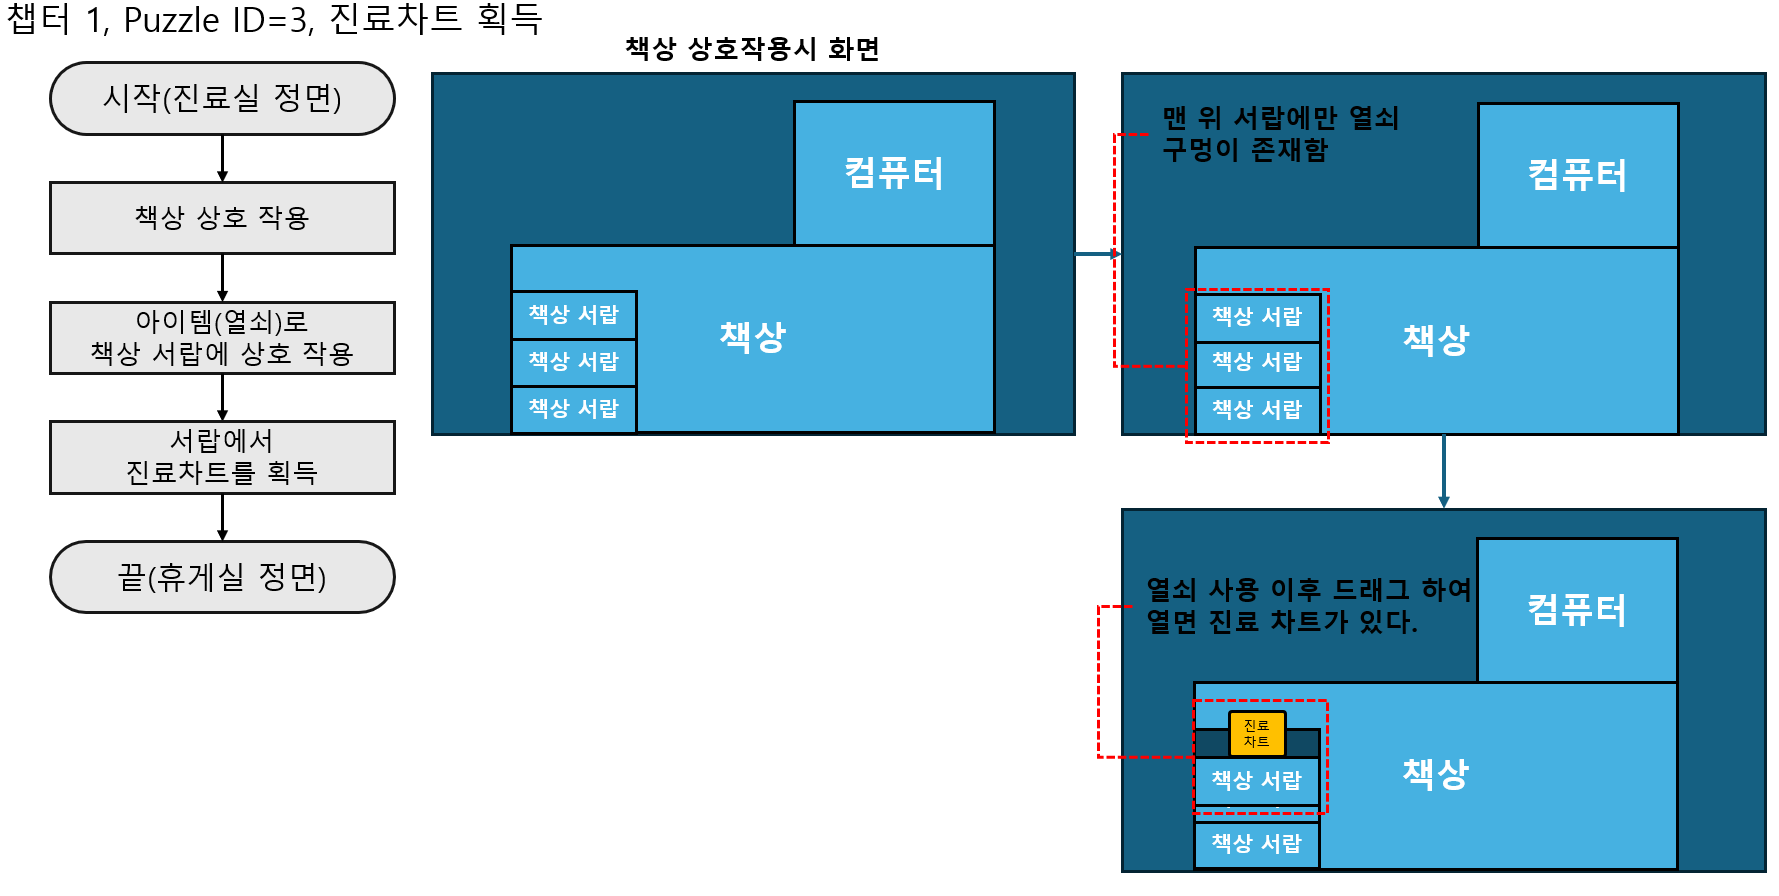 챕터 1, Puzzle ID=3, 진료차트 획득
시작(진료실 정면)
책상 상호 작용
아이템(열쇠)로
책상 서랍에 상호 작용
서랍에서
진료차트를 획득
끝(휴게실 정면)
책상 상호작용시 화면
컴퓨터
책상 서랍
책상 서랍
책상 서랍
책상
맨 위 서랍에만 열쇠
구멍이 존재함
컴퓨터
책상 서랍
책상 서랍
책상 서랍
책상
열쇠 사용 이후 드래그 하여
열면 진료 차트가 있다.
컴퓨터
진료
차트
책상 서랍
책상 서랍
책상